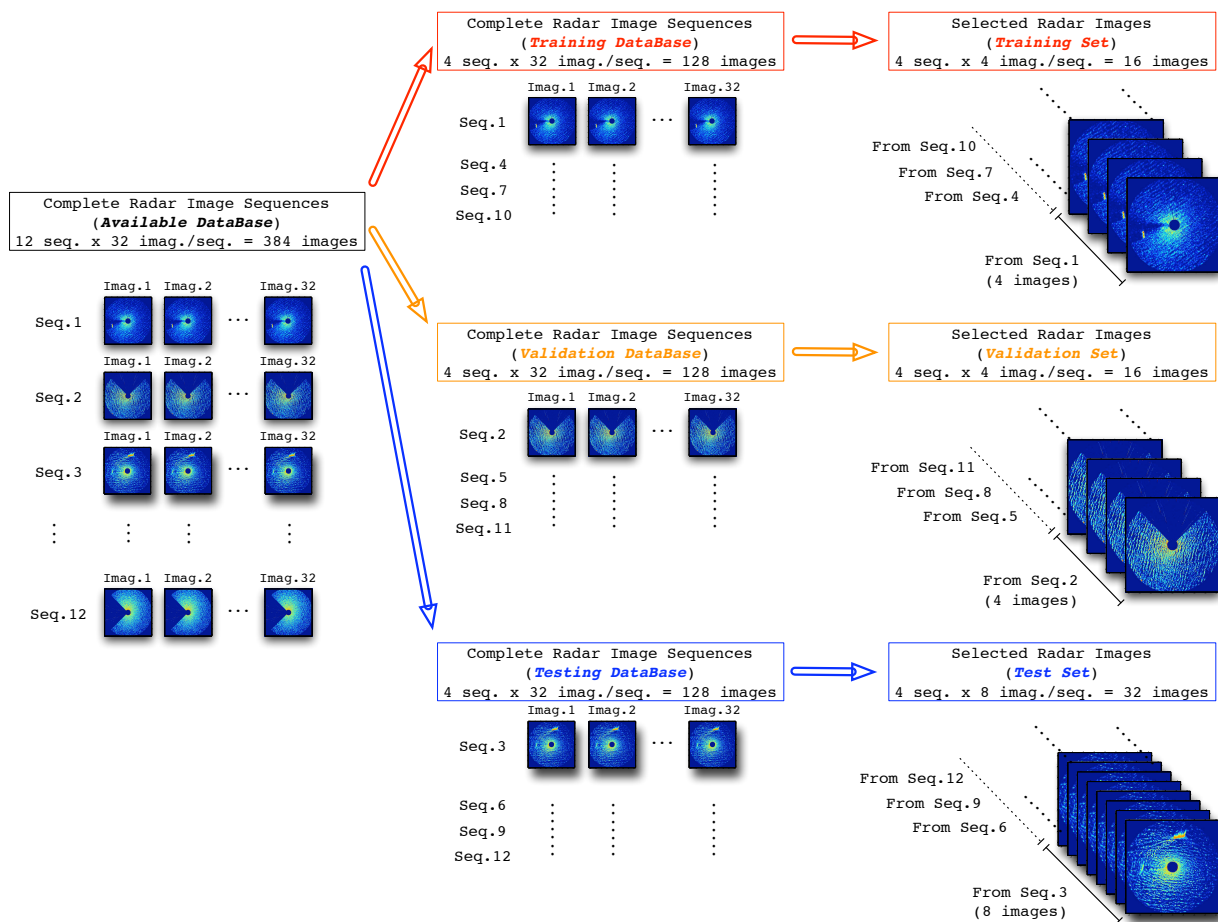 Complete Radar Image Sequences
(Available DataBase)
12 seq. x 32 imag./seq. = 384 images
Imag.1 Imag.2 Imag.32
Seq.1 ...
Imag.1 Imag.2 Imag.32
Seq.2 ...
Imag.1 Imag.2 Imag.32
Seq.3 ...
Imag.1 Imag.2 Imag.32
Seq.12 ...
Complete Radar Image Sequences
(Training DataBase)
4 seq. x 32 imag./seq. = 128 images
Imag.1 Imag.2 Imag.32
Seq.1 ...
Seq.4
Seq.7
Seq.10
Selected Radar Images
(Training Set)
4 seq. x 4 imag./seq. = 16 images
From Seq.10
From Seq.7
From Seq.4
From Seq.1
(4 images)
Complete Radar Image Sequences
(Validation DataBase)
4 seq. x 32 imag./seq. = 128 images
Imag.1 Imag.2 Imag.32
Seq.2 ...
Seq.5
Seq.8
Seq.11
Selected Radar Images
(Validation Set)
4 seq. x 4 imag./seq. = 16 images
From Seq.11
From Seq.8
From Seq.5
From Seq.2
(4 images)
Complete Radar Image Sequences
(Testing DataBase)
4 seq. x 32 imag./seq. = 128 images
Imag.1 Imag.2 Imag.32
Seq.3 ...
Seq.6
Seq.9
Seq.12
Selected Radar Images
(Test Set)
4 seq. x 8 imag./seq. = 32 images
From Seq.12
From Seq.9
From Seq.6
From Seq.3
(8 images)